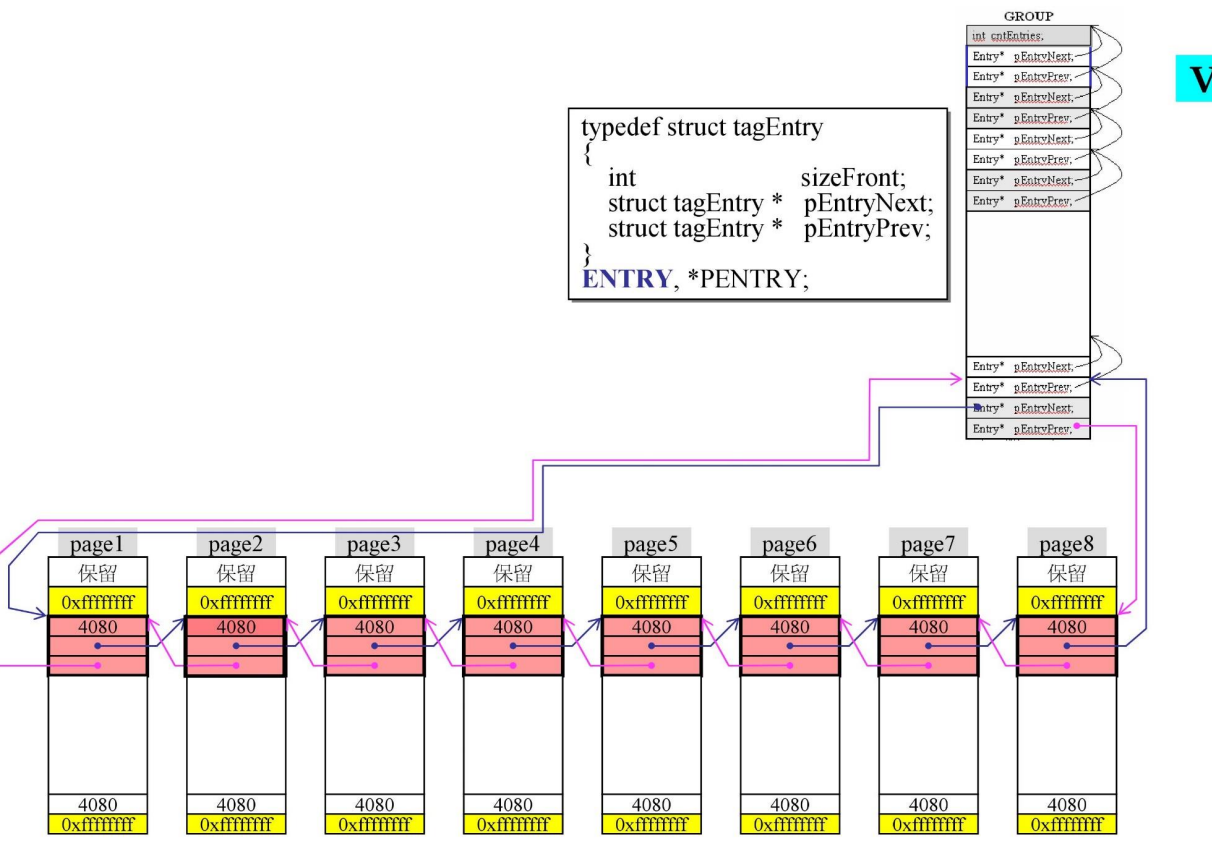 GROUP
int cntEntries;
Entry* pEntryNext;
Entry* pEntryPrev;
Entry* pEntryNext;
Entry* pEntryPrev;
Entry* pEntryNext;
Entry* pEntryPrev;
Entry* pEntryNext;
Entry* pEntryPrev;
V
typedef struct tagEntry
{
int sizeFront;
struct tagEntry * pEntryNext;
struct tagEntry * pEntryPrev;
}
ENTRY, *PENTRY;
Entry* pEntryNext;
Entry* pEntryPrev;
Entry* pEntryNext;
Entry* pEntryPrev;
page1 page2 page3 page4 page5 page6 page7 page8
保留 保留 保留 保留 保留 保留 保留 保留
0xffffffff 0xffffffff 0xffffffff 0xffffffff 0xffffffff 0xffffffff 0xffffffff 0xffffffff
4080 4080 4080 4080 4080 4080 4080 4080
4080 4080 4080 4080 4080 4080 4080 4080
0xffffffff 0xffffffff 0xffffffff 0xffffffff 0xffffffff 0xffffffff 0xffffffff 0xffffffff